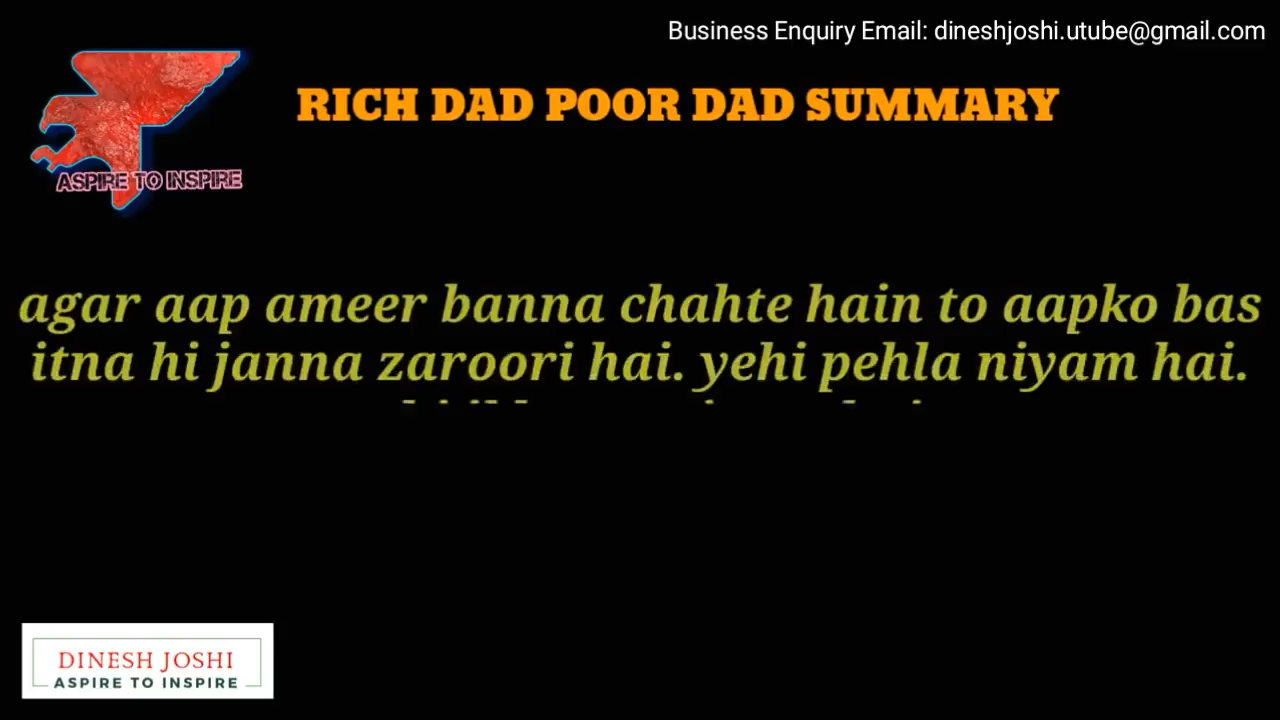 Business Enquiry Email: dineshjoshi.utube@gmail.com
RICH DAD POOR DAD SUMMARY
ASPIRE TO INSPIRE
agar aap ameer banna chahte hain to aapko bas
itna hi janna zaroori hai. yehi pehla niyam hai.
DINESH JOSHI
ASPIRE TO INSPIRE